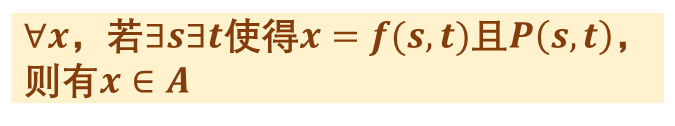 ∀x，若∃s∃t使得x = f(s, t)且P(s, t)，
则有x ∈ A